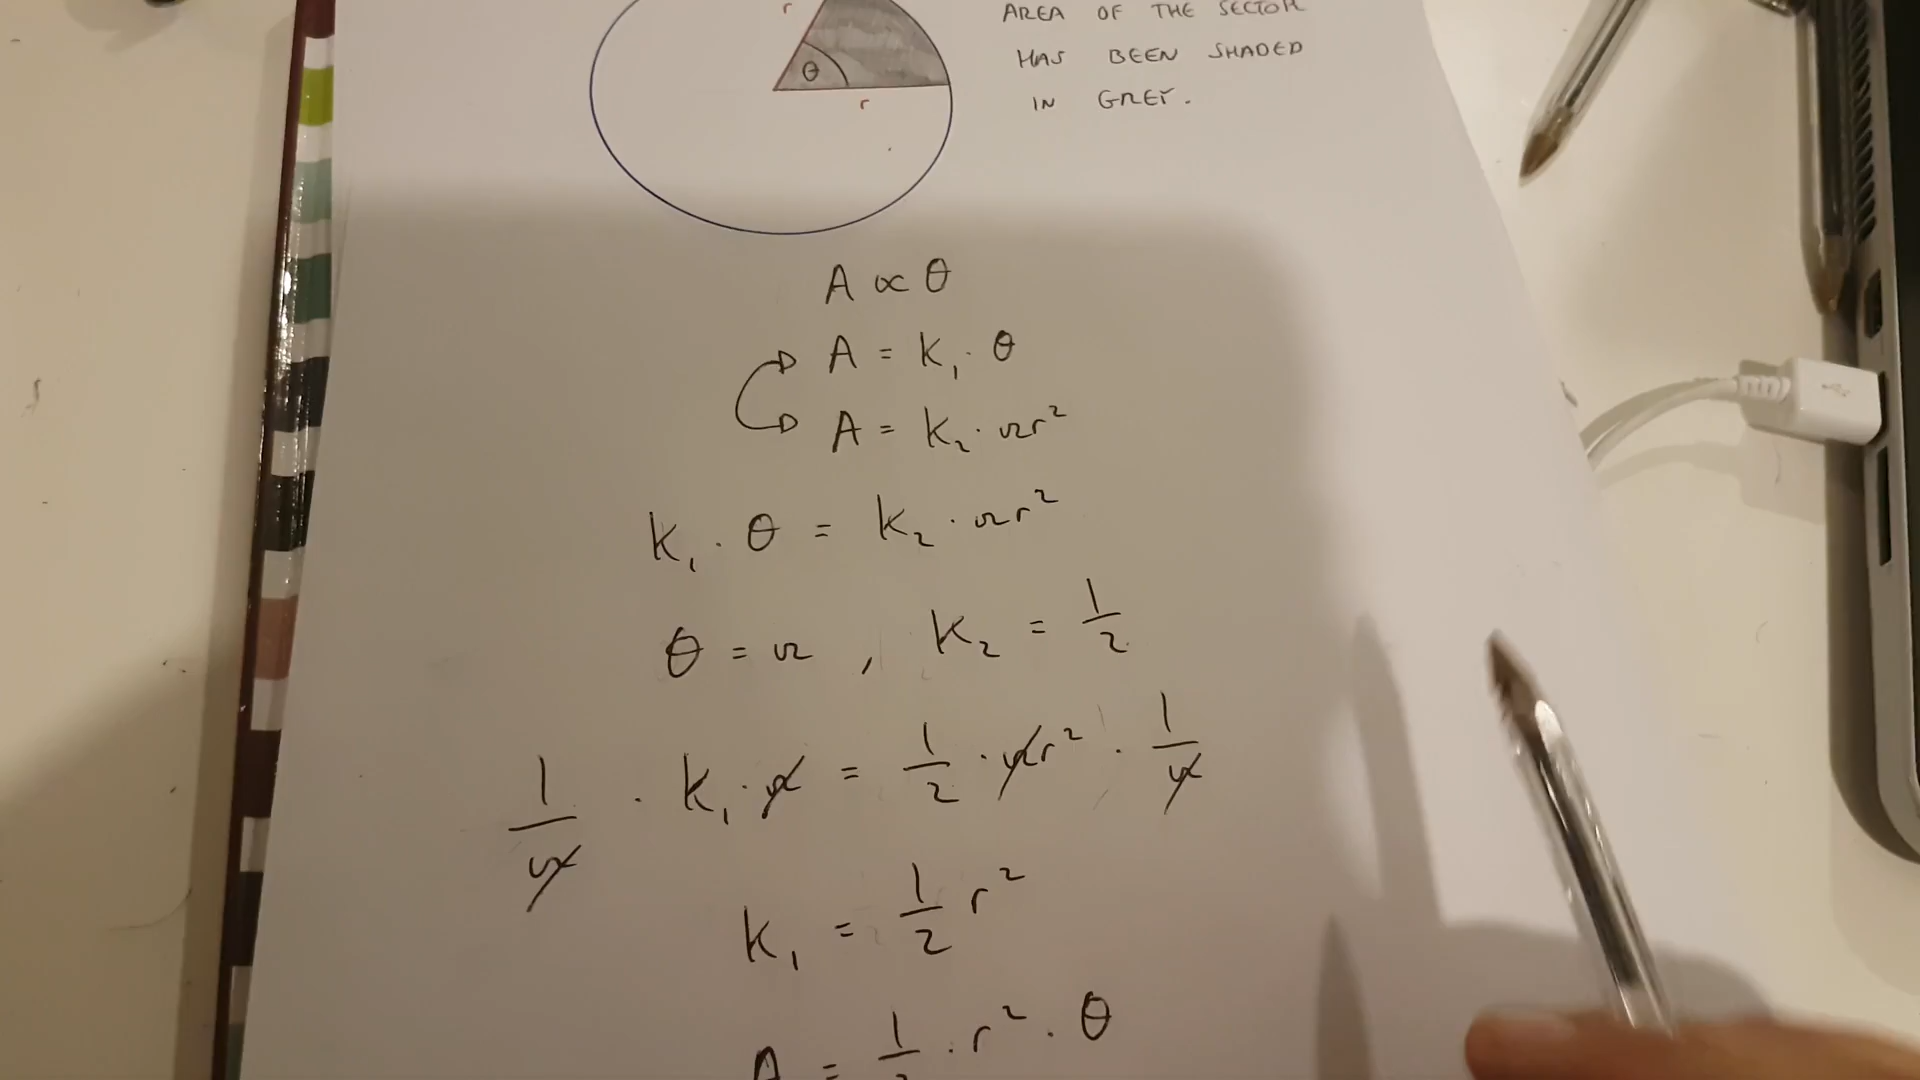 r
AREA OF THE SECTOR
HAS BEEN SHADED
θ
r
IN GREY.
A ∝ θ
A = K₁ · θ
A = K₂ · πr²
K₁ · θ = K₂ · πr²
θ = π , K₂ = 1/2
1/π · K₁ · π = 1/2 · πr² · 1/π
K₁ = 1/2 r²
A = 1/2 · r² · θ